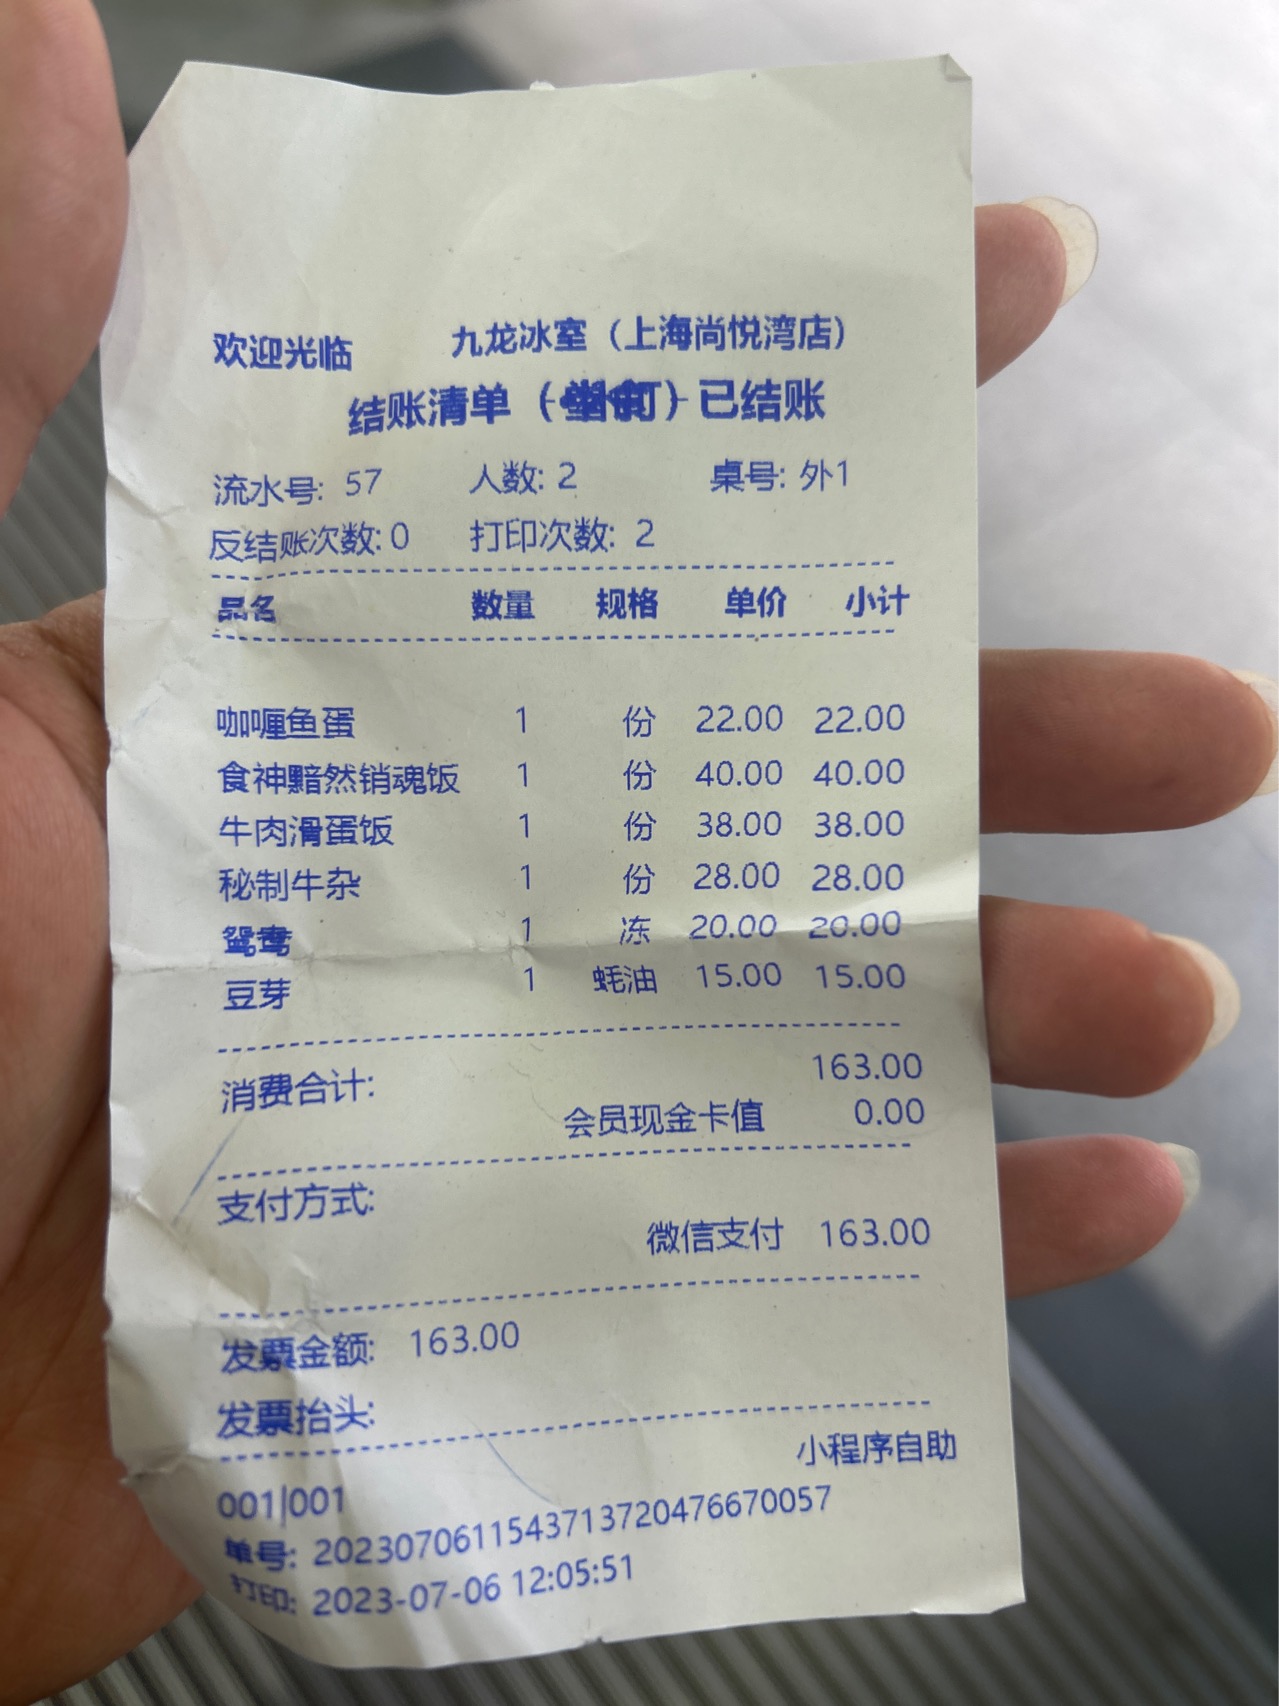 欢迎光临 九龙冰室（上海尚悦湾店）
结账清单（ ）已结账
流水号: 57 人数: 2 桌号: 外1
反结账次数: 0 打印次数: 2
品名 数量 规格 单价 小计
咖喱鱼蛋 1 份 22.00 22.00
食神黯然销魂饭 1 份 40.00 40.00
牛肉滑蛋饭 1 份 38.00 38.00
秘制牛杂 1 份 28.00 28.00
鸳鸯 1 冻 20.00 20.00
豆芽 1 蚝油 15.00 15.00
消费合计: 163.00
会员现金卡值 0.00
支付方式:
微信支付 163.00
发票金额: 163.00
发票抬头:
小程序自助
001|001
单号: 2023070611543713720476670057
打印: 2023-07-06 12:05:51